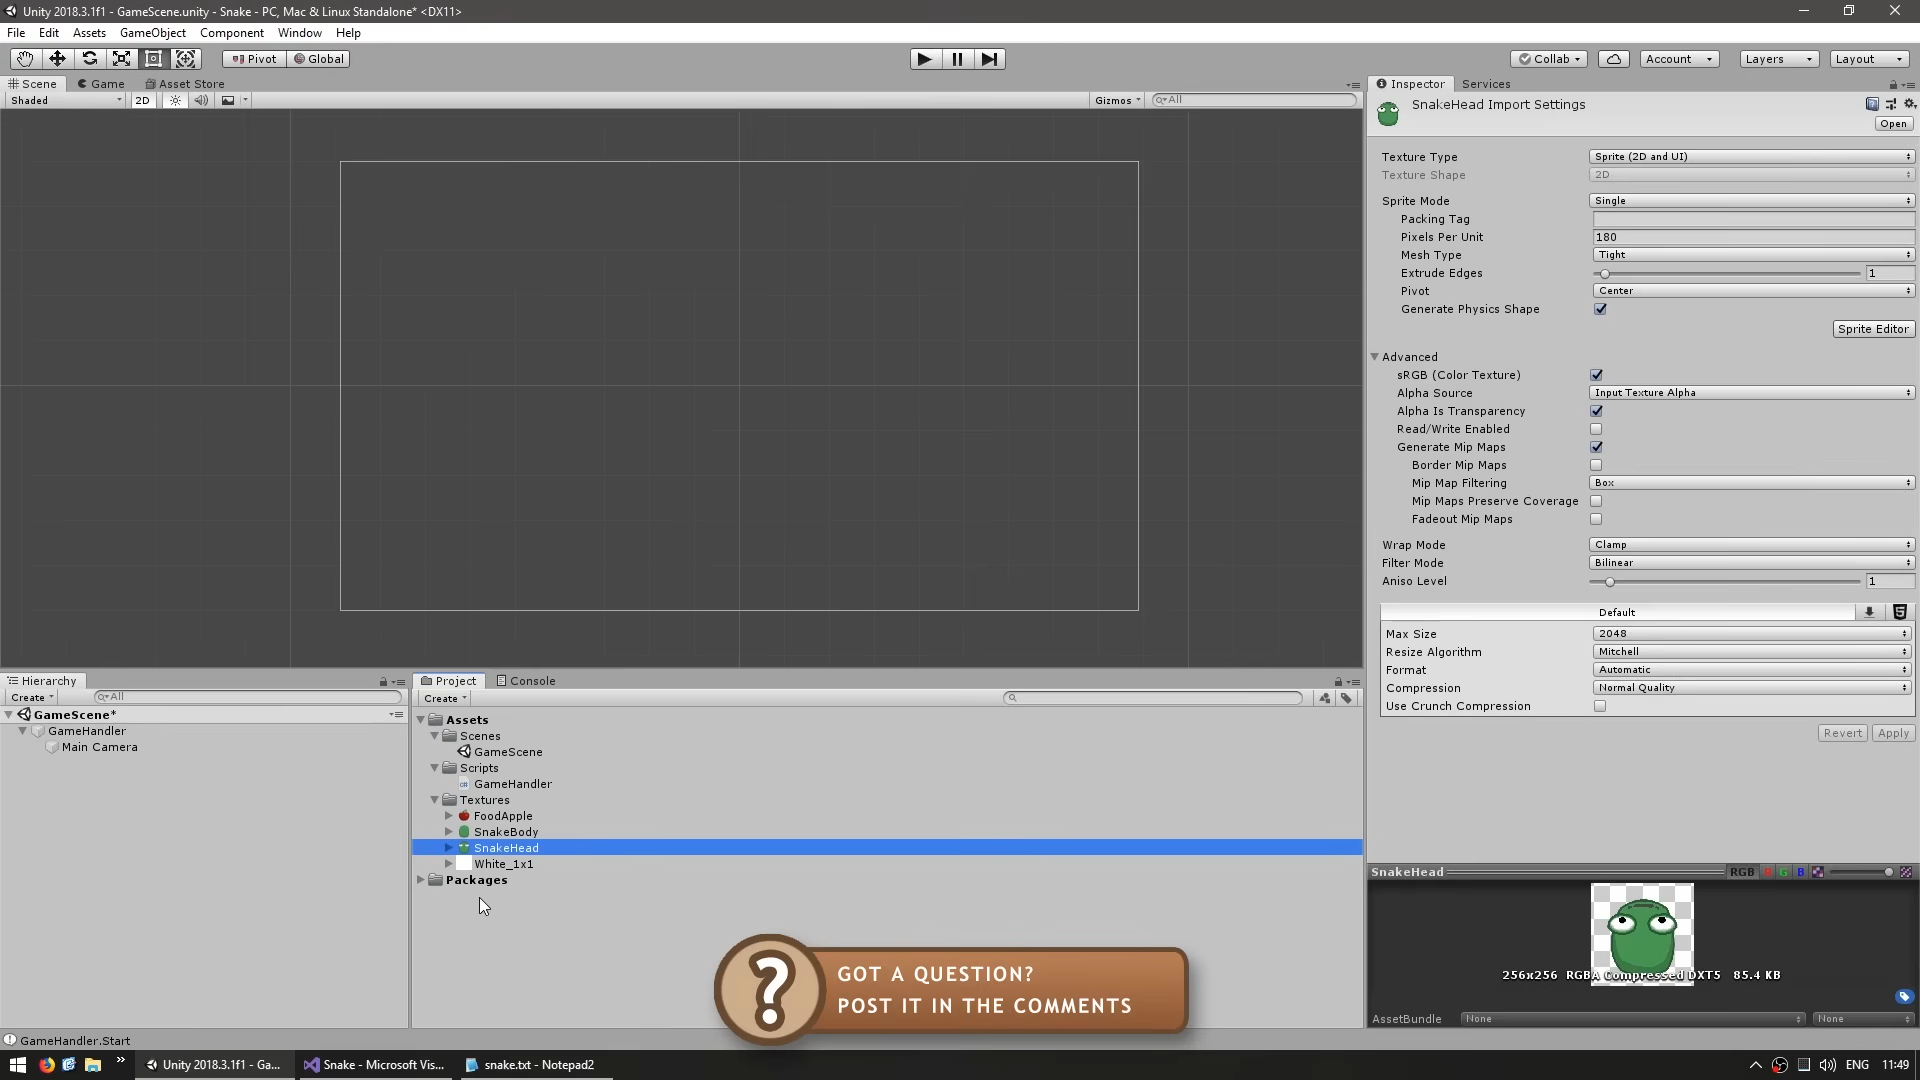 Unity 2018.3.1f1 - GameScene.unity - Snake - PC, Mac & Linux Standalone* <DX11>
File Edit Assets GameObject Component Window Help
Pivot Global Collab Account Layers Layout
Scene Game Asset Store
Shaded 2D Gizmos All
Inspector Services
SnakeHead Import Settings
Open
Texture Type Sprite (2D and UI)
Texture Shape 2D
Sprite Mode Single
Packing Tag
Pixels Per Unit 180
Mesh Type Tight
Extrude Edges 1
Pivot Center
Generate Physics Shape
Sprite Editor
Advanced
sRGB (Color Texture)
Alpha Source Input Texture Alpha
Alpha Is Transparency
Read/Write Enabled
Generate Mip Maps
Border Mip Maps
Mip Map Filtering Box
Mip Maps Preserve Coverage
Fadeout Mip Maps
Wrap Mode Clamp
Filter Mode Bilinear
Aniso Level 1
Default
Max Size 2048
Resize Algorithm Mitchell
Format Automatic
Compression Normal Quality
Use Crunch Compression
Revert Apply
Hierarchy
Create All
GameScene*
GameHandler
Main Camera
Project Console
Create
Assets
Scenes
GameScene
Scripts
GameHandler
Textures
FoodApple
SnakeBody
SnakeHead
White_1x1
Packages
SnakeHead RGB R G B
256x256 RGBA Compressed DXT5 85.4 KB
AssetBundle None None
GOT A QUESTION?
POST IT IN THE COMMENTS
GameHandler.Start
Unity 2018.3.1f1 - Ga... Snake - Microsoft Vis... snake.txt - Notepad2 ENG 11:49